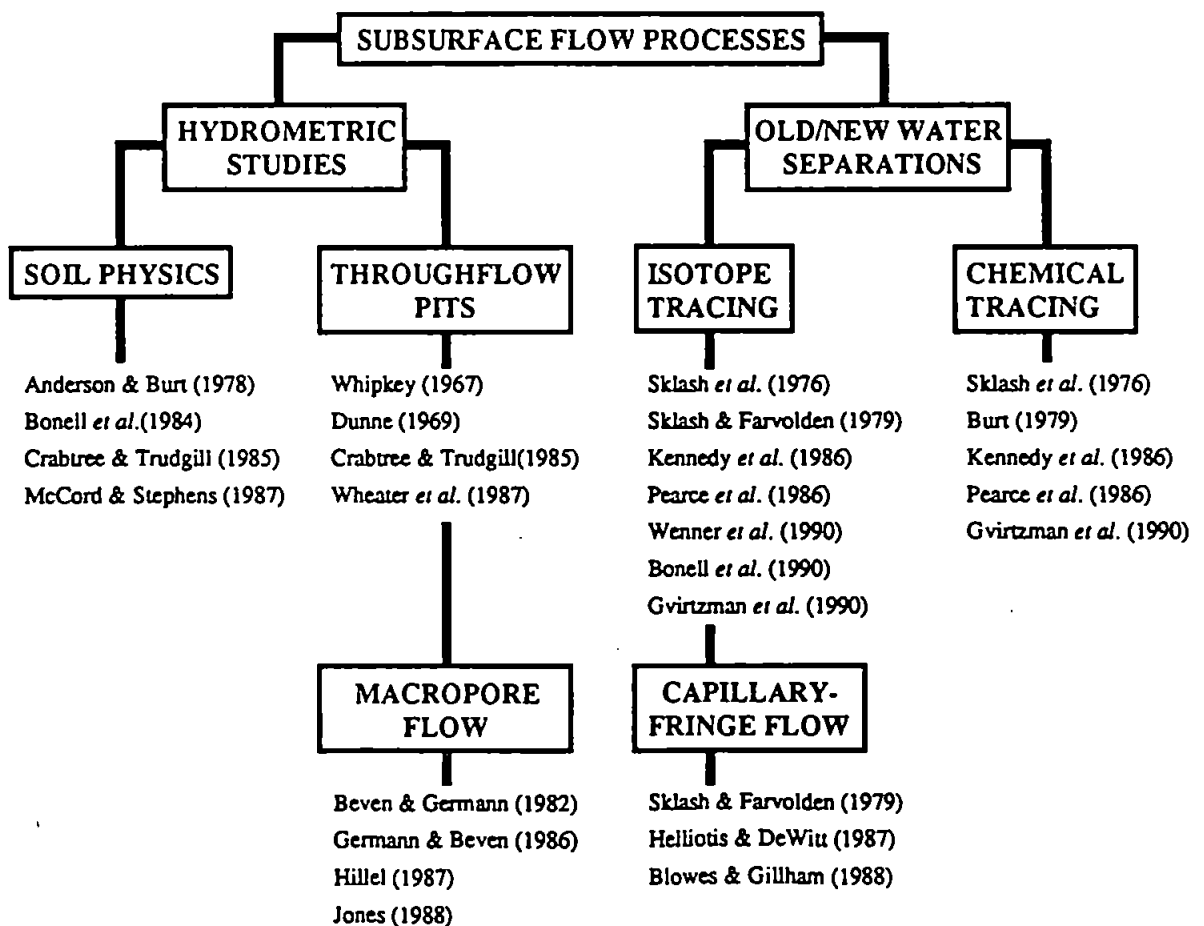 SUBSURFACE FLOW PROCESSES
HYDROMETRIC
STUDIES
OLD/NEW WATER
SEPARATIONS
SOIL PHYSICS
THROUGHFLOW
PITS
ISOTOPE
TRACING
CHEMICAL
TRACING
Anderson & Burt (1978)
Bonell et al.(1984)
Crabtree & Trudgill (1985)
McCord & Stephens (1987)
Whipkey (1967)
Dunne (1969)
Crabtree & Trudgill(1985)
Wheater et al. (1987)
Sklash et al. (1976)
Sklash & Farvolden (1979)
Kennedy et al. (1986)
Pearce et al. (1986)
Wenner et al. (1990)
Bonell et al. (1990)
Gvirtzman et al. (1990)
Sklash et al. (1976)
Burt (1979)
Kennedy et al. (1986)
Pearce et al. (1986)
Gvirtzman et al. (1990)
MACROPORE
FLOW
CAPILLARY-
FRINGE FLOW
Beven & Germann (1982)
Germann & Beven (1986)
Hillel (1987)
Jones (1988)
Sklash & Farvolden (1979)
Helliotis & DeWitt (1987)
Blowes & Gillham (1988)